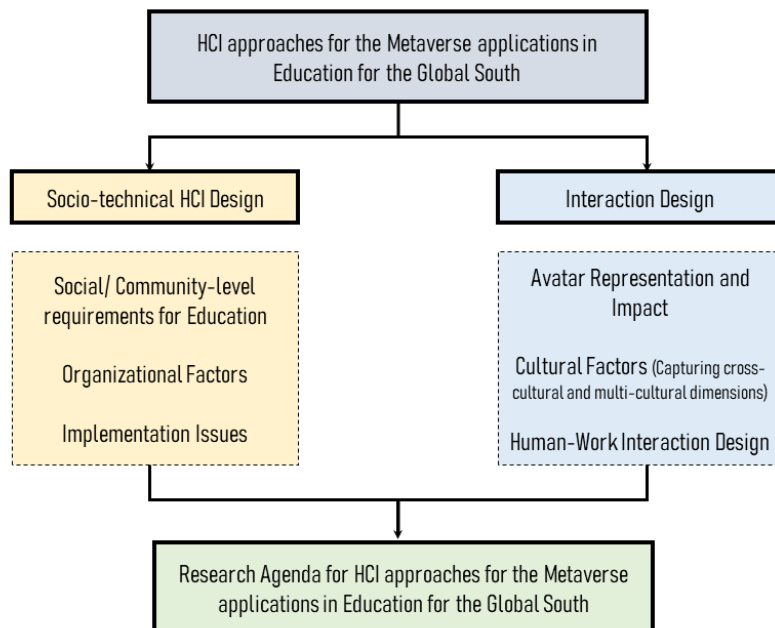 HCI approaches for the Metaverse applications in
Education for the Global South
Socio-technical HCI Design
Interaction Design
Social/ Community-level
requirements for Education
Organizational Factors
Implementation Issues
Avatar Representation and
Impact
Cultural Factors (Capturing cross-
cultural and multi-cultural dimensions)
Human-Work Interaction Design
Research Agenda for HCI approaches for the Metaverse
applications in Education for the Global South